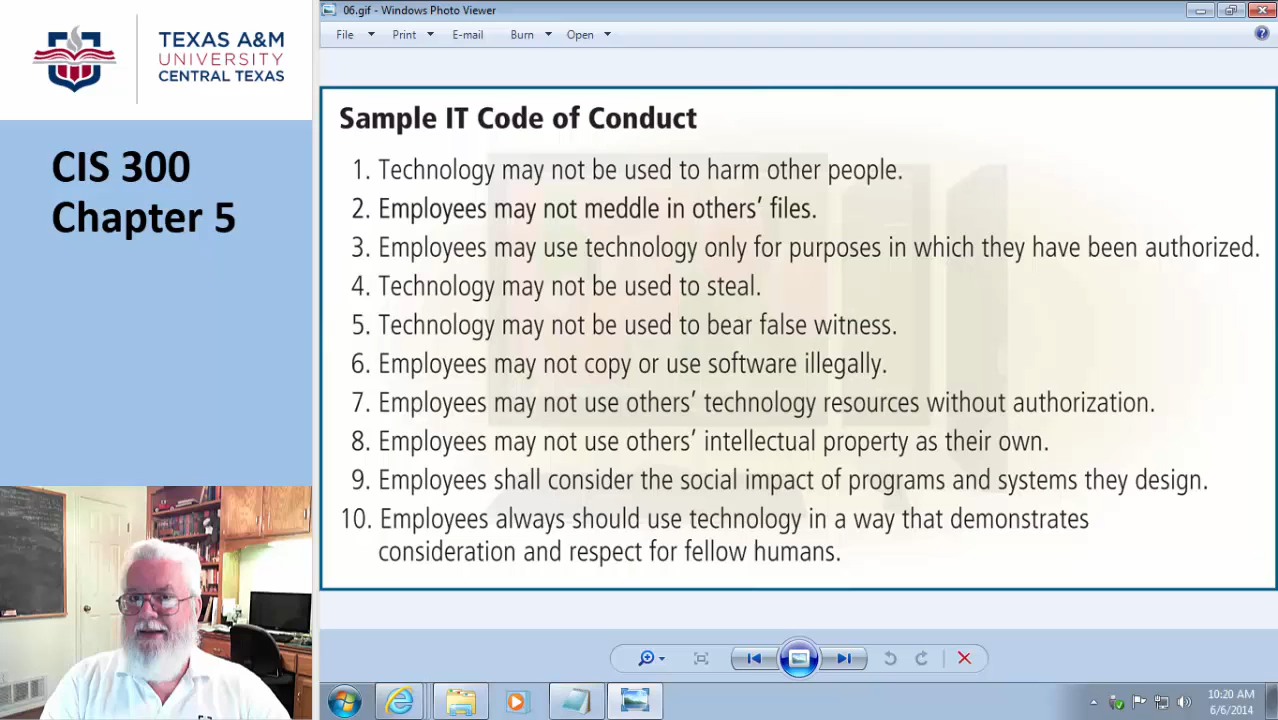 TEXAS A&M
UNIVERSITY
CENTRAL TEXAS
CIS 300
Chapter 5
06.gif - Windows Photo Viewer
File Print E-mail Burn Open
Sample IT Code of Conduct
1. Technology may not be used to harm other people.
2. Employees may not meddle in others’ files.
3. Employees may use technology only for purposes in which they have been authorized.
4. Technology may not be used to steal.
5. Technology may not be used to bear false witness.
6. Employees may not copy or use software illegally.
7. Employees may not use others’ technology resources without authorization.
8. Employees may not use others’ intellectual property as their own.
9. Employees shall consider the social impact of programs and systems they design.
10. Employees always should use technology in a way that demonstrates
consideration and respect for fellow humans.
10:20 AM
6/6/2014